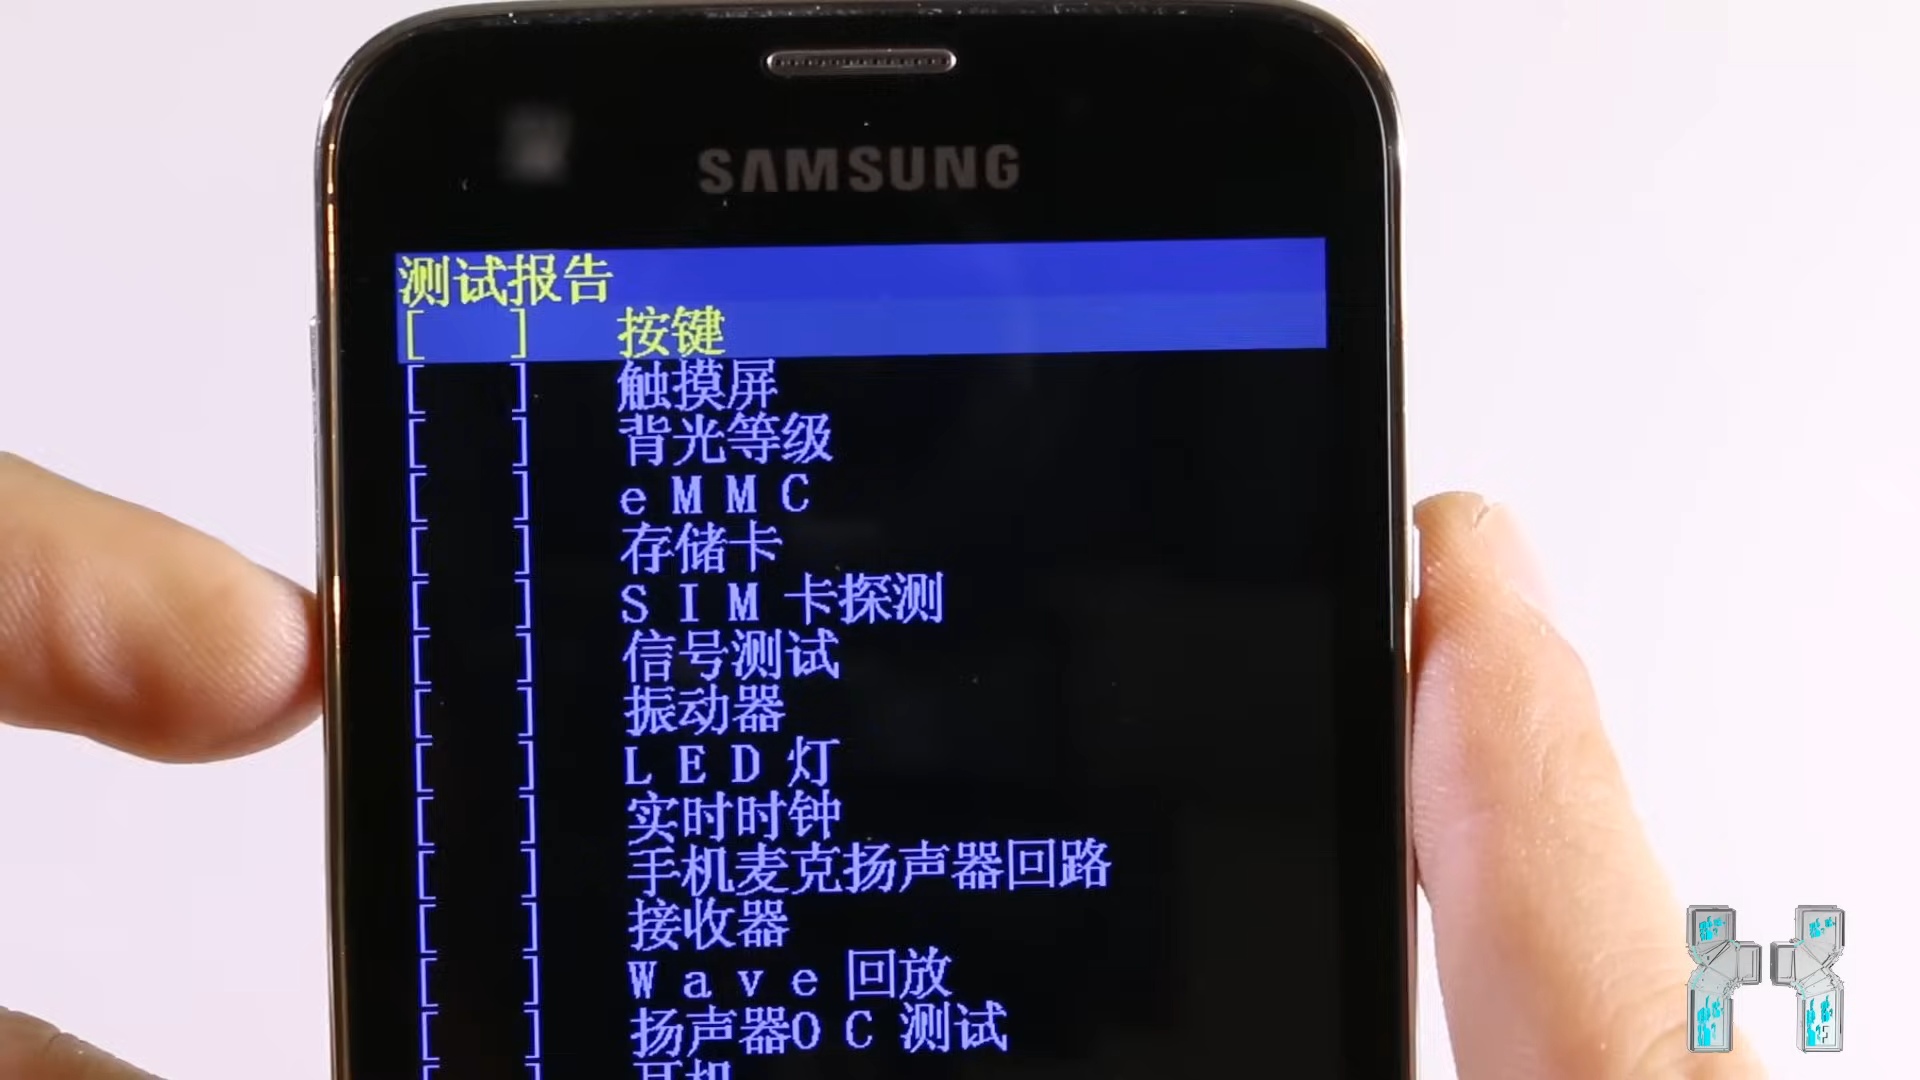 SAMSUNG
测试报告
[ ] 按键
[ ] 触摸屏
[ ] 背光等级
[ ] eMMC
[ ] 存储卡
[ ] SIM卡探测
[ ] 信号测试
[ ] 振动器
[ ] LED灯
[ ] 实时时钟
[ ] 手机麦克扬声器回路
[ ] 接收器
[ ] Wave回放
[ ] 扬声器OC测试
[ ] 耳机